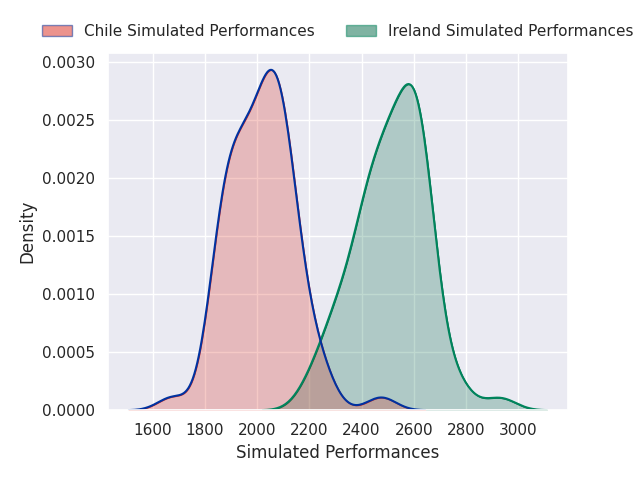 Chile Simulated Performances Ireland Simulated Performances
0.0030
0.0025
0.0020
0.0015
0.0010
0.0005
0.0000
Density
1600 1800 2000 2200 2400 2600 2800 3000
Simulated Performances